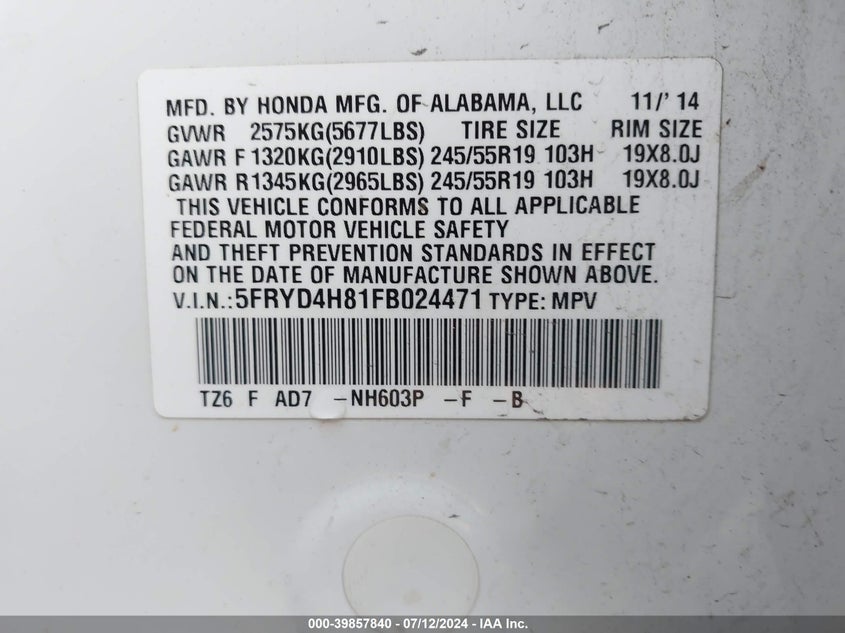 MFD. BY HONDA MFG. OF ALABAMA, LLC 11/' 14
GVWR 2575KG(5677LBS) TIRE SIZE RIM SIZE
GAWR F 1320KG(2910LBS) 245/55R19 103H 19X8.0J
GAWR R 1345KG(2965LBS) 245/55R19 103H 19X8.0J
THIS VEHICLE CONFORMS TO ALL APPLICABLE
FEDERAL MOTOR VEHICLE SAFETY
AND THEFT PREVENTION STANDARDS IN EFFECT
ON THE DATE OF MANUFACTURE SHOWN ABOVE.
V.I.N.:5FRYD4H81FB024471 TYPE: MPV
TZ6 F AD7 -NH603P -F -B
000-39857840 - 07/12/2024 - IAA Inc.